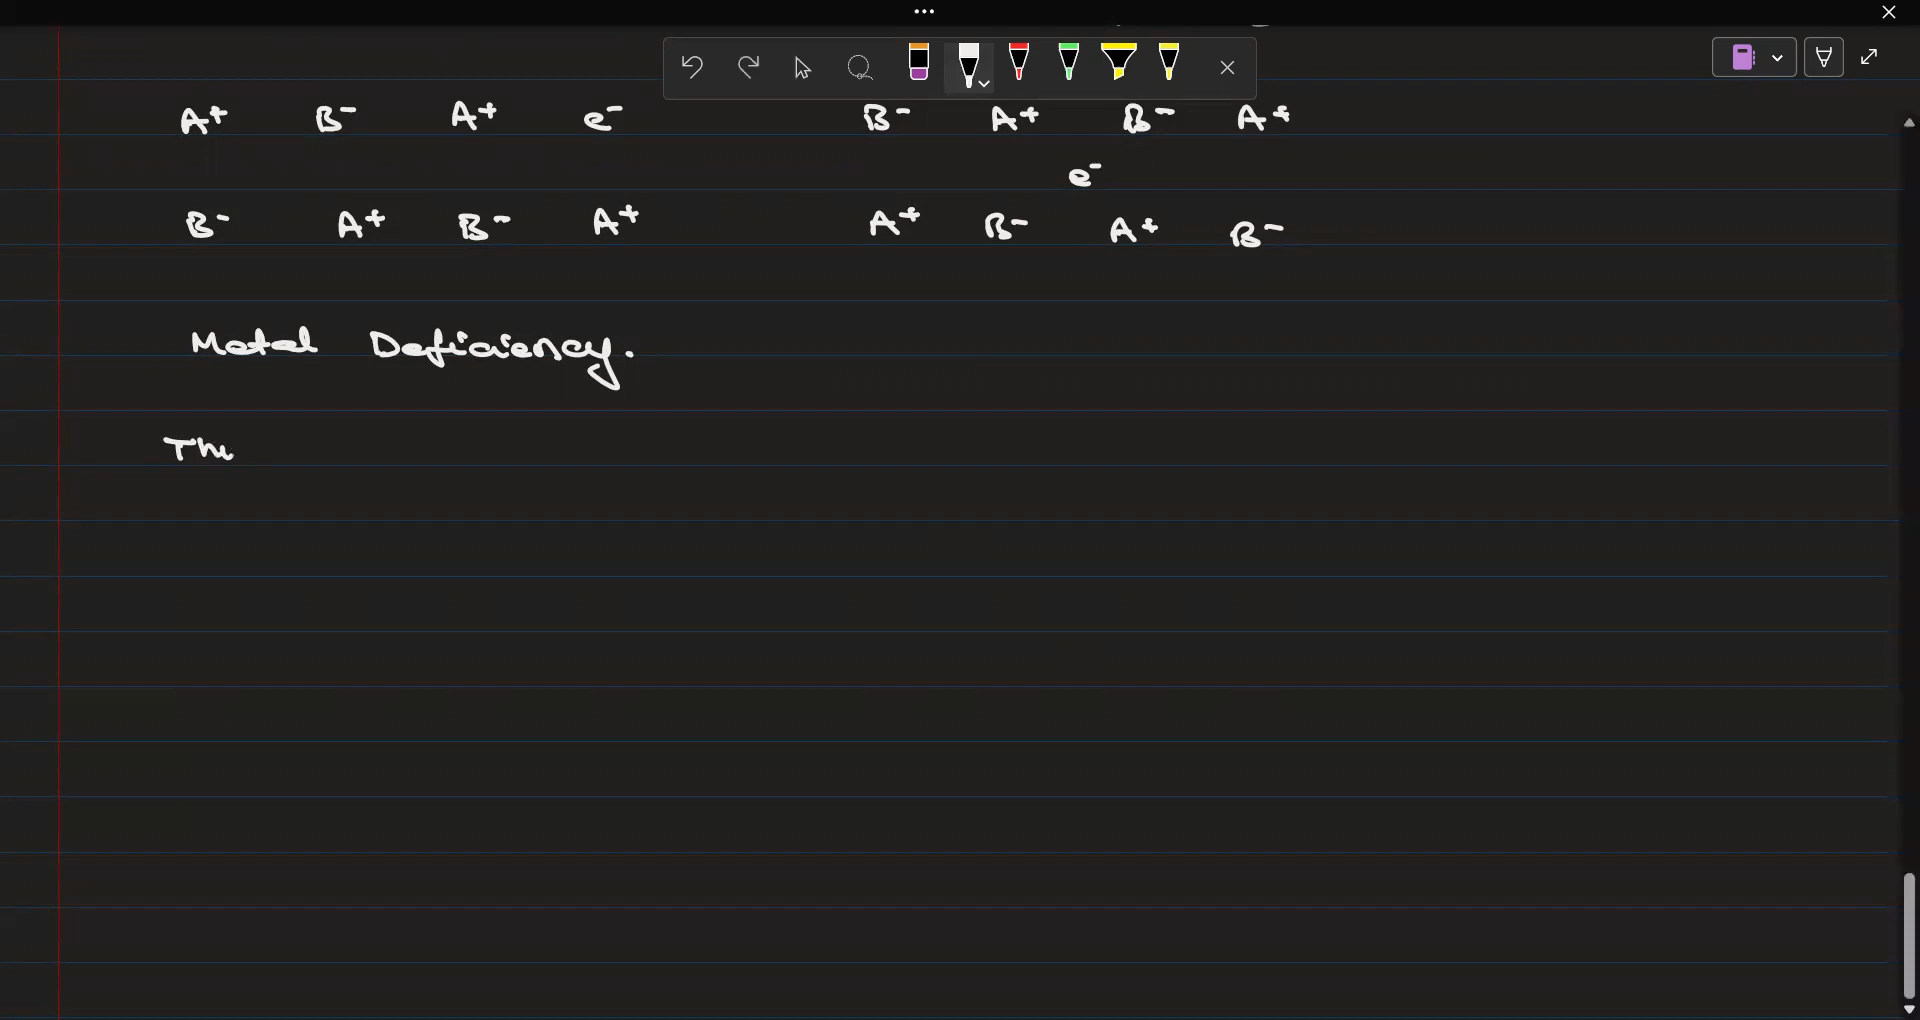 A+ B- A+ e- B- A+ B- A+
e-
B- A+ B- A+ A+ B- A+ B-
Metal Deficiency.
The